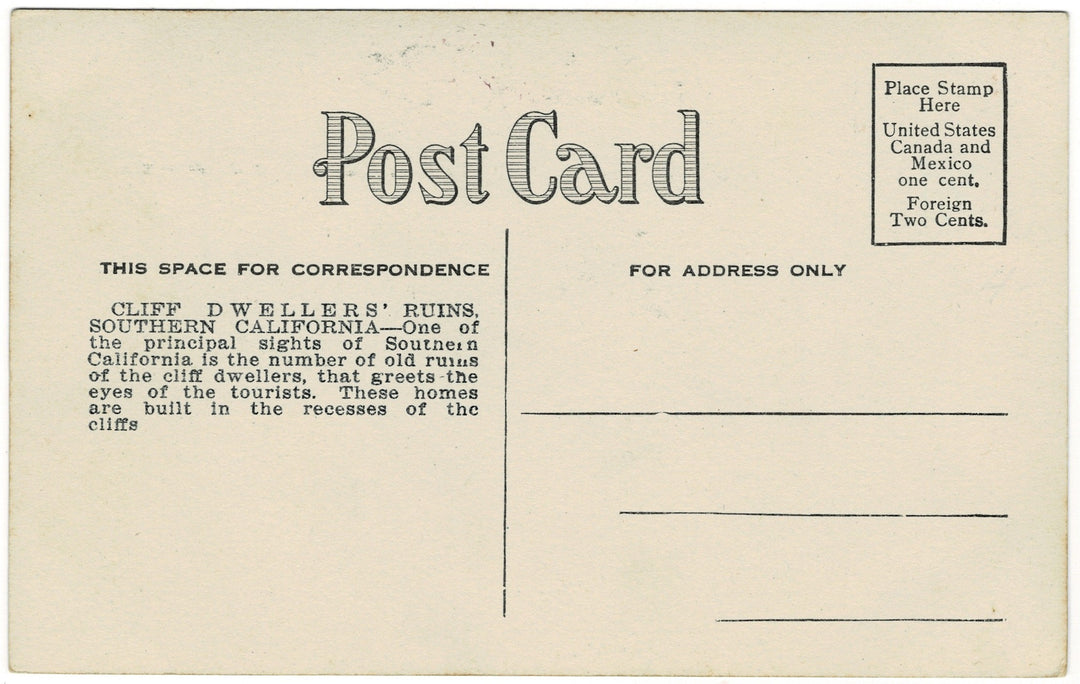 Post Card
Place Stamp
Here
United States
Canada and
Mexico
one cent.
Foreign
Two Cents.
THIS SPACE FOR CORRESPONDENCE
FOR ADDRESS ONLY
CLIFF DWELLERS' RUINS,
SOUTHERN CALIFORNIA—One of
the principal sights of Southern
California is the number of old ruins
of the cliff dwellers, that greets the
eyes of the tourists. These homes
are built in the recesses of the
cliffs